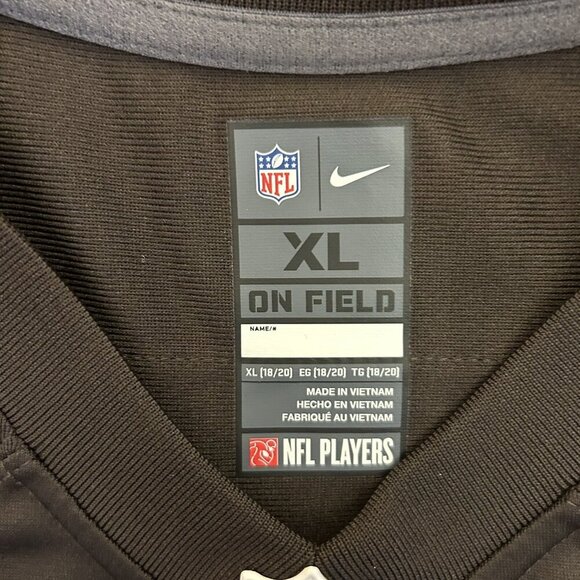 NFL
XL
ON FIELD
NAME/#
XL (18/20) EG (18/20) TG (18/20)
MADE IN VIETNAM
HECHO EN VIETNAM
FABRIQUÉ AU VIETNAM
NFL PLAYERS